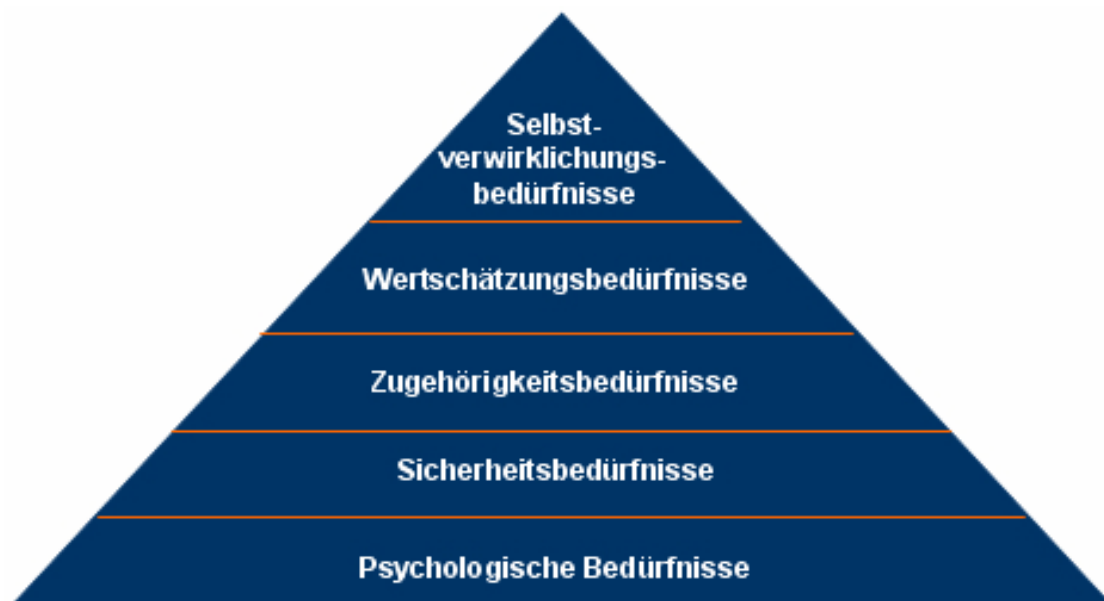 Selbst-
verwirklichungs-
bedürfnisse
Wertschätzungsbedürfnisse
Zugehörigkeitsbedürfnisse
Sicherheitsbedürfnisse
Psychologische Bedürfnisse